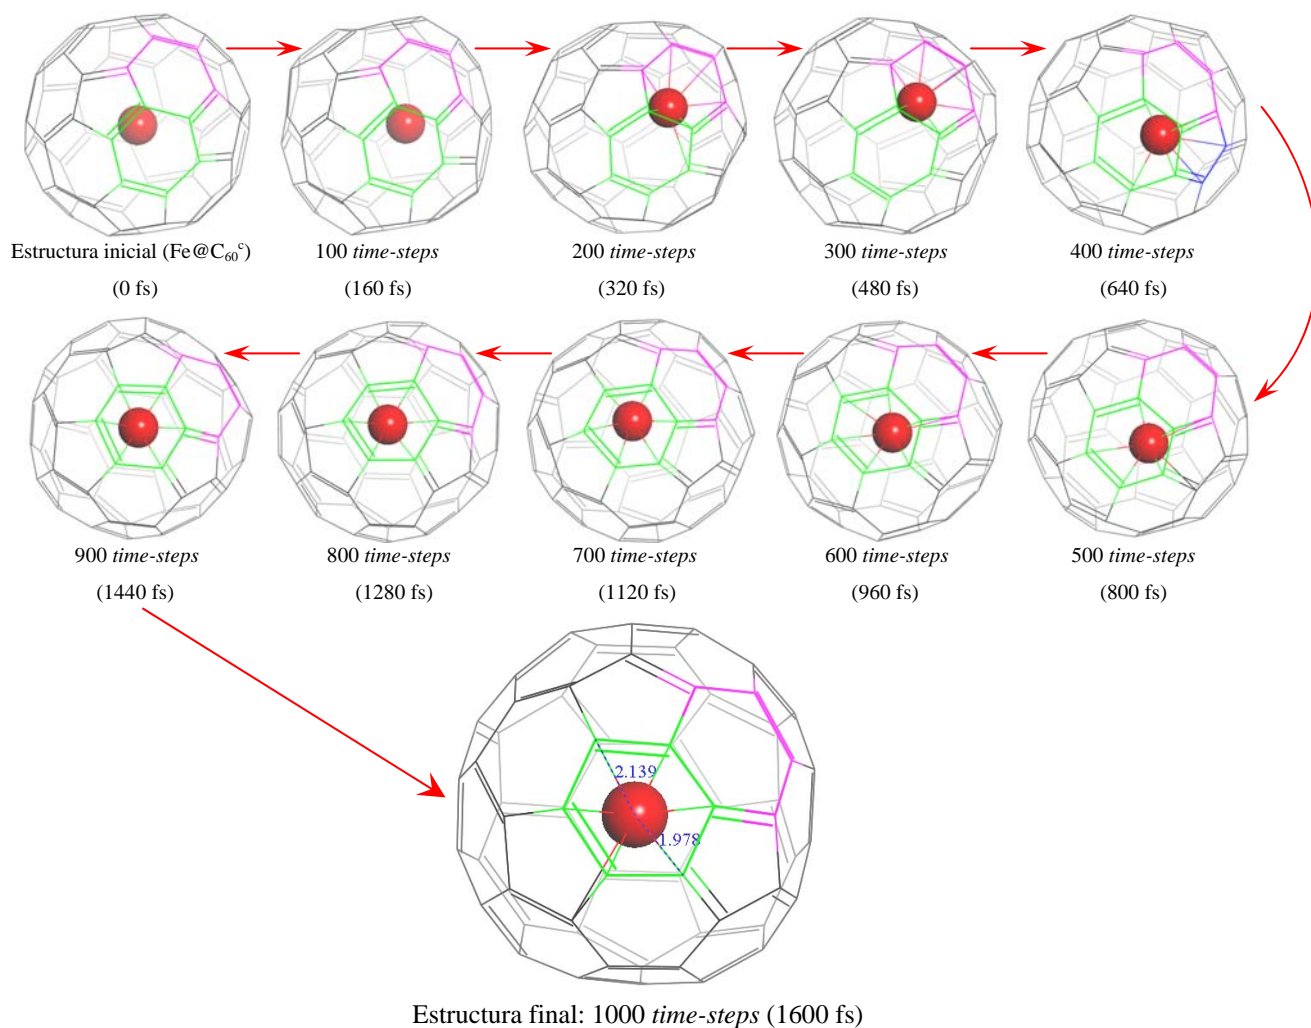 Estructura inicial (Fe@C₆₀ᶜ) 100 time-steps 200 time-steps 300 time-steps 400 time-steps
(0 fs) (160 fs) (320 fs) (480 fs) (640 fs)
900 time-steps 800 time-steps 700 time-steps 600 time-steps 500 time-steps
(1440 fs) (1280 fs) (1120 fs) (960 fs) (800 fs)
2.139
1.978
Estructura final: 1000 time-steps (1600 fs)